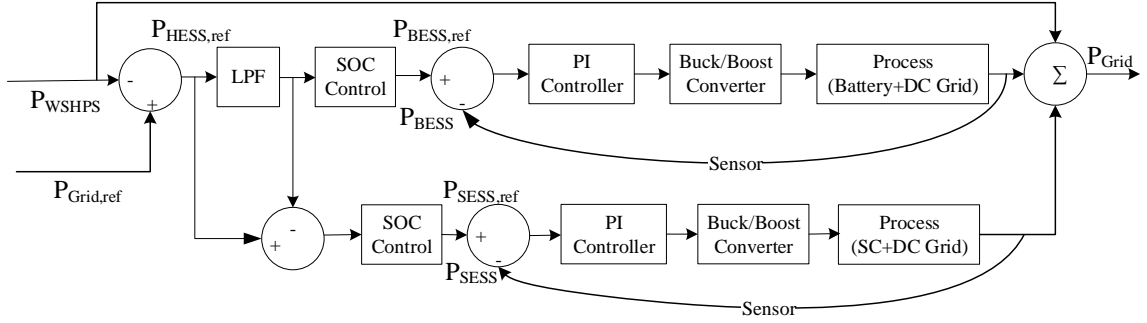 P_HESS,ref
P_BESS,ref
P_Grid
-
+
LPF
SOC
Control
+
-
PI
Controller
Buck/Boost
Converter
Process
(Battery+DC Grid)
Σ
P_WSHPS
P_BESS
Sensor
P_Grid,ref
P_SESS,ref
-
+
SOC
Control
+
-
PI
Controller
Buck/Boost
Converter
Process
(SC+DC Grid)
P_SESS
Sensor